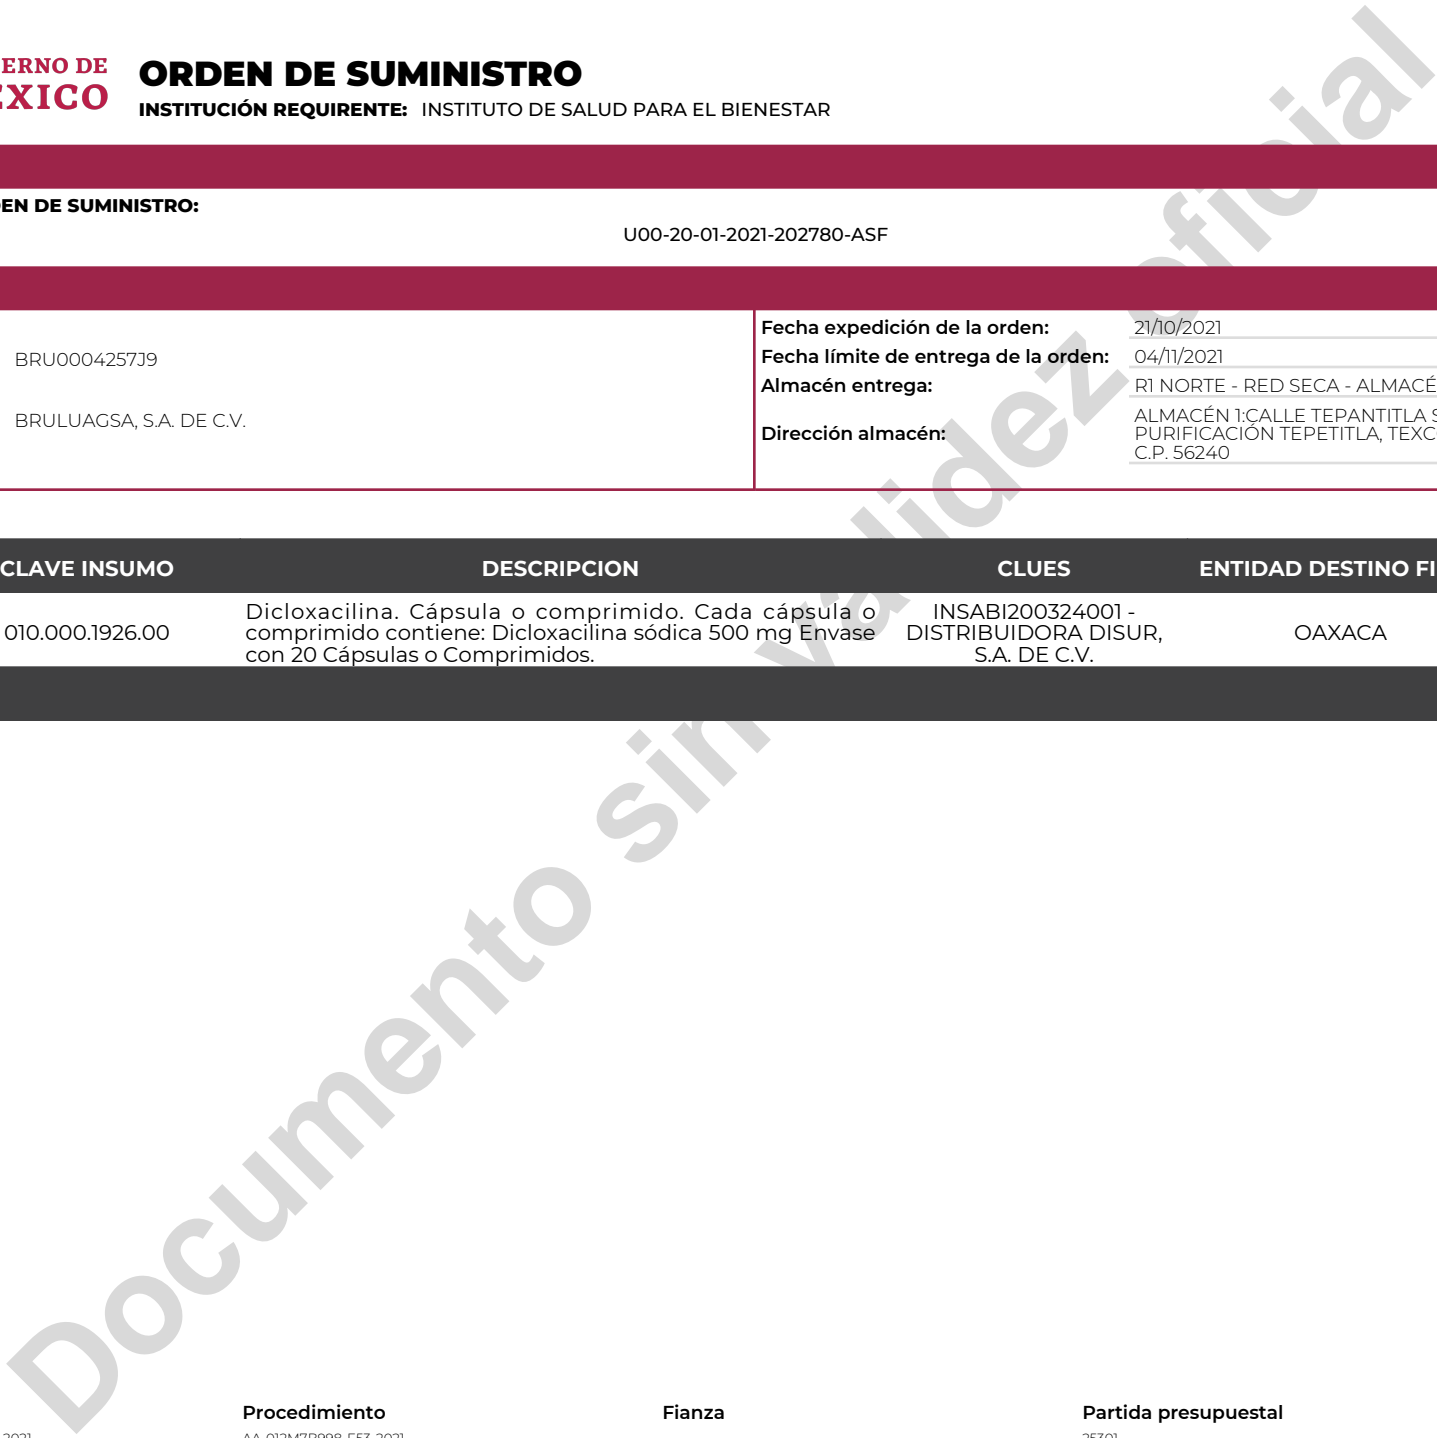 ERNO DE
ORDEN DE SUMINISTRO
EXICO
INSTITUCIÓN REQUIRENTE: INSTITUTO DE SALUD PARA EL BIENESTAR
EN DE SUMINISTRO:
U00-20-01-2021-202780-ASF
BRU0004257J9
BRULUAGSA, S.A. DE C.V.
Fecha expedición de la orden: 21/10/2021
Fecha límite de entrega de la orden: 04/11/2021
Almacén entrega: R1 NORTE - RED SECA - ALMACÉ
Dirección almacén:
ALMACÉN 1:CALLE TEPANTITLA S
PURIFICACIÓN TEPETITLA, TEXC
C.P. 56240
CLAVE INSUMO DESCRIPCION CLUES ENTIDAD DESTINO FI
010.000.1926.00
Dicloxacilina. Cápsula o comprimido. Cada cápsula o
comprimido contiene: Dicloxacilina sódica 500 mg Envase
con 20 Cápsulas o Comprimidos.
INSABI200324001 -
DISTRIBUIDORA DISUR,
S.A. DE C.V.
OAXACA
Documento sin validez oficial
Procedimiento Fianza Partida presupuestal